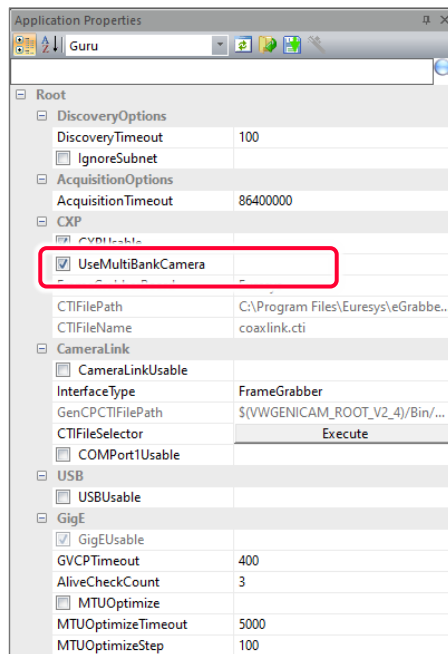 Application Properties
Guru
Root
DiscoveryOptions
DiscoveryTimeout 100
IgnoreSubnet
AcquisitionOptions
AcquisitionTimeout 86400000
CXP
CXPUsable
UseMultiBankCamera
CTIFilePath C:\Program Files\Euresys\eGrabbe...
CTIFileName coaxlink.cti
CameraLink
CameraLinkUsable
InterfaceType FrameGrabber
GenCPCTIFilePath $(VWGENICAM_ROOT_V2_4)/Bin/...
CTIFileSelector Execute
COMPort1Usable
USB
USBUsable
GigE
GigEUsable
GVCPTimeout 400
AliveCheckCount 3
MTUOptimize
MTUOptimizeTimeout 5000
MTUOptimizeStep 100